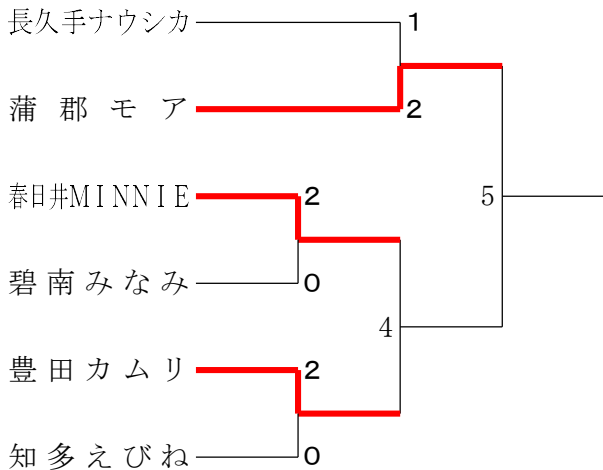 長久手ナウシカ 1
蒲郡モア 2
春日井MINNIE 2
5
碧南みなみ 0
4
豊田カムリ 2
知多えびね 0